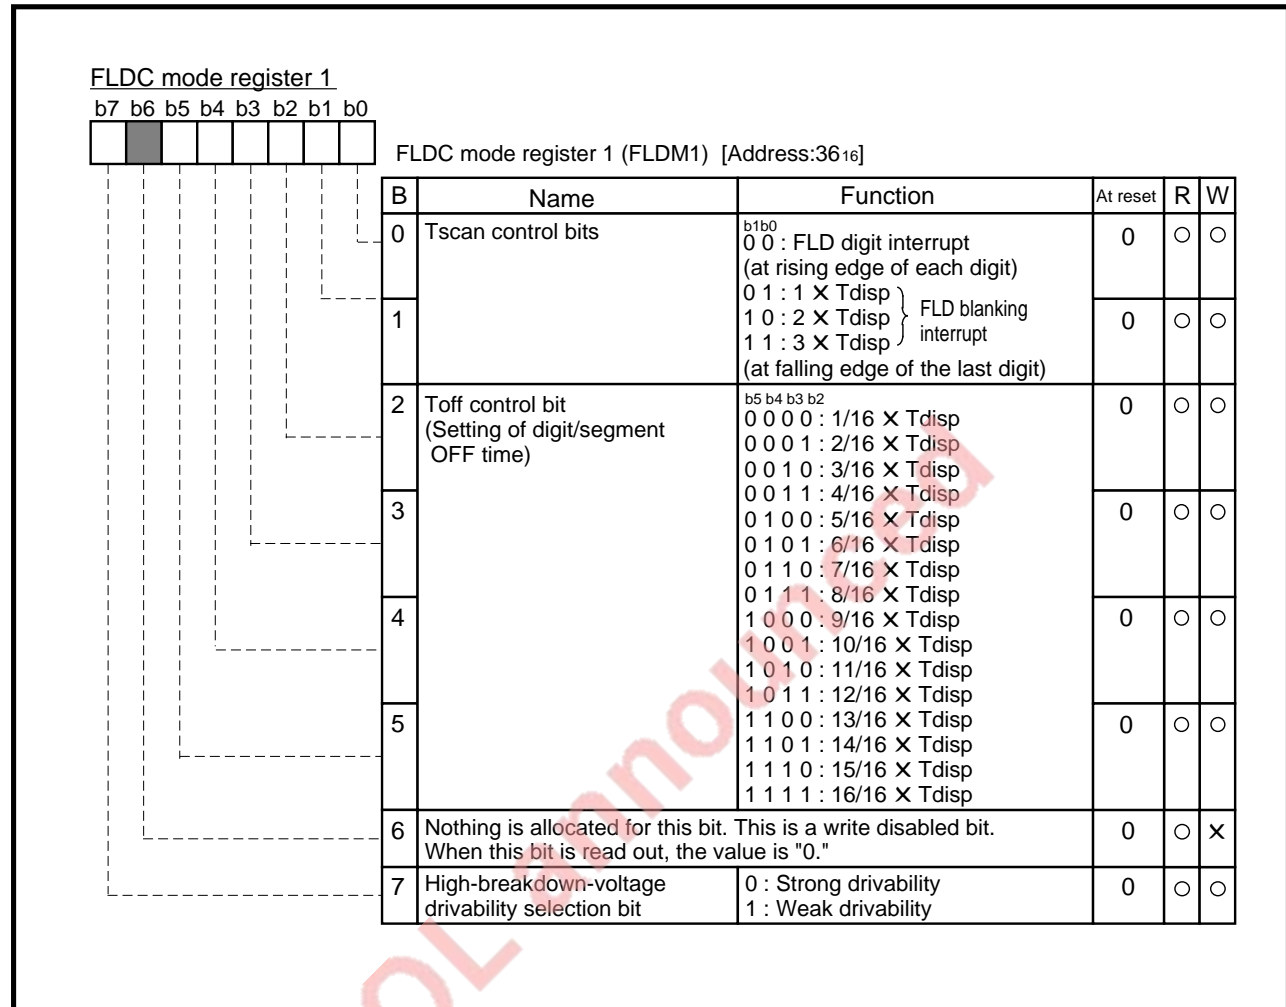 FLDC mode register 1
b7 b6 b5 b4 b3 b2 b1 b0
FLDC mode register 1 (FLDM1) [Address:36₁₆]
B Name Function At reset R W
0 Tscan control bits b1b0
0 0 : FLD digit interrupt 0 ○ ○
(at rising edge of each digit)
0 1 : 1 ✕ Tdisp
1 0 : 2 ✕ Tdisp } FLD blanking interrupt
1 1 : 3 ✕ Tdisp
(at falling edge of the last digit)
1 0 ○ ○
2 Toff control bit
(Setting of digit/segment
OFF time)
b5 b4 b3 b2
0 0 0 0 : 1/16 ✕ Tdisp 0 ○ ○
0 0 0 1 : 2/16 ✕ Tdisp
0 0 1 0 : 3/16 ✕ Tdisp
0 0 1 1 : 4/16 ✕ Tdisp
3 0 1 0 0 : 5/16 ✕ Tdisp 0 ○ ○
0 1 0 1 : 6/16 ✕ Tdisp
0 1 1 0 : 7/16 ✕ Tdisp
0 1 1 1 : 8/16 ✕ Tdisp
4 1 0 0 0 : 9/16 ✕ Tdisp 0 ○ ○
1 0 0 1 : 10/16 ✕ Tdisp
1 0 1 0 : 11/16 ✕ Tdisp
1 0 1 1 : 12/16 ✕ Tdisp
5 1 1 0 0 : 13/16 ✕ Tdisp 0 ○ ○
1 1 0 1 : 14/16 ✕ Tdisp
1 1 1 0 : 15/16 ✕ Tdisp
1 1 1 1 : 16/16 ✕ Tdisp
6 Nothing is allocated for this bit. This is a write disabled bit. 0 ○ ✕
When this bit is read out, the value is "0."
7 High-breakdown-voltage 0 : Strong drivability 0 ○ ○
drivability selection bit 1 : Weak drivability
announced